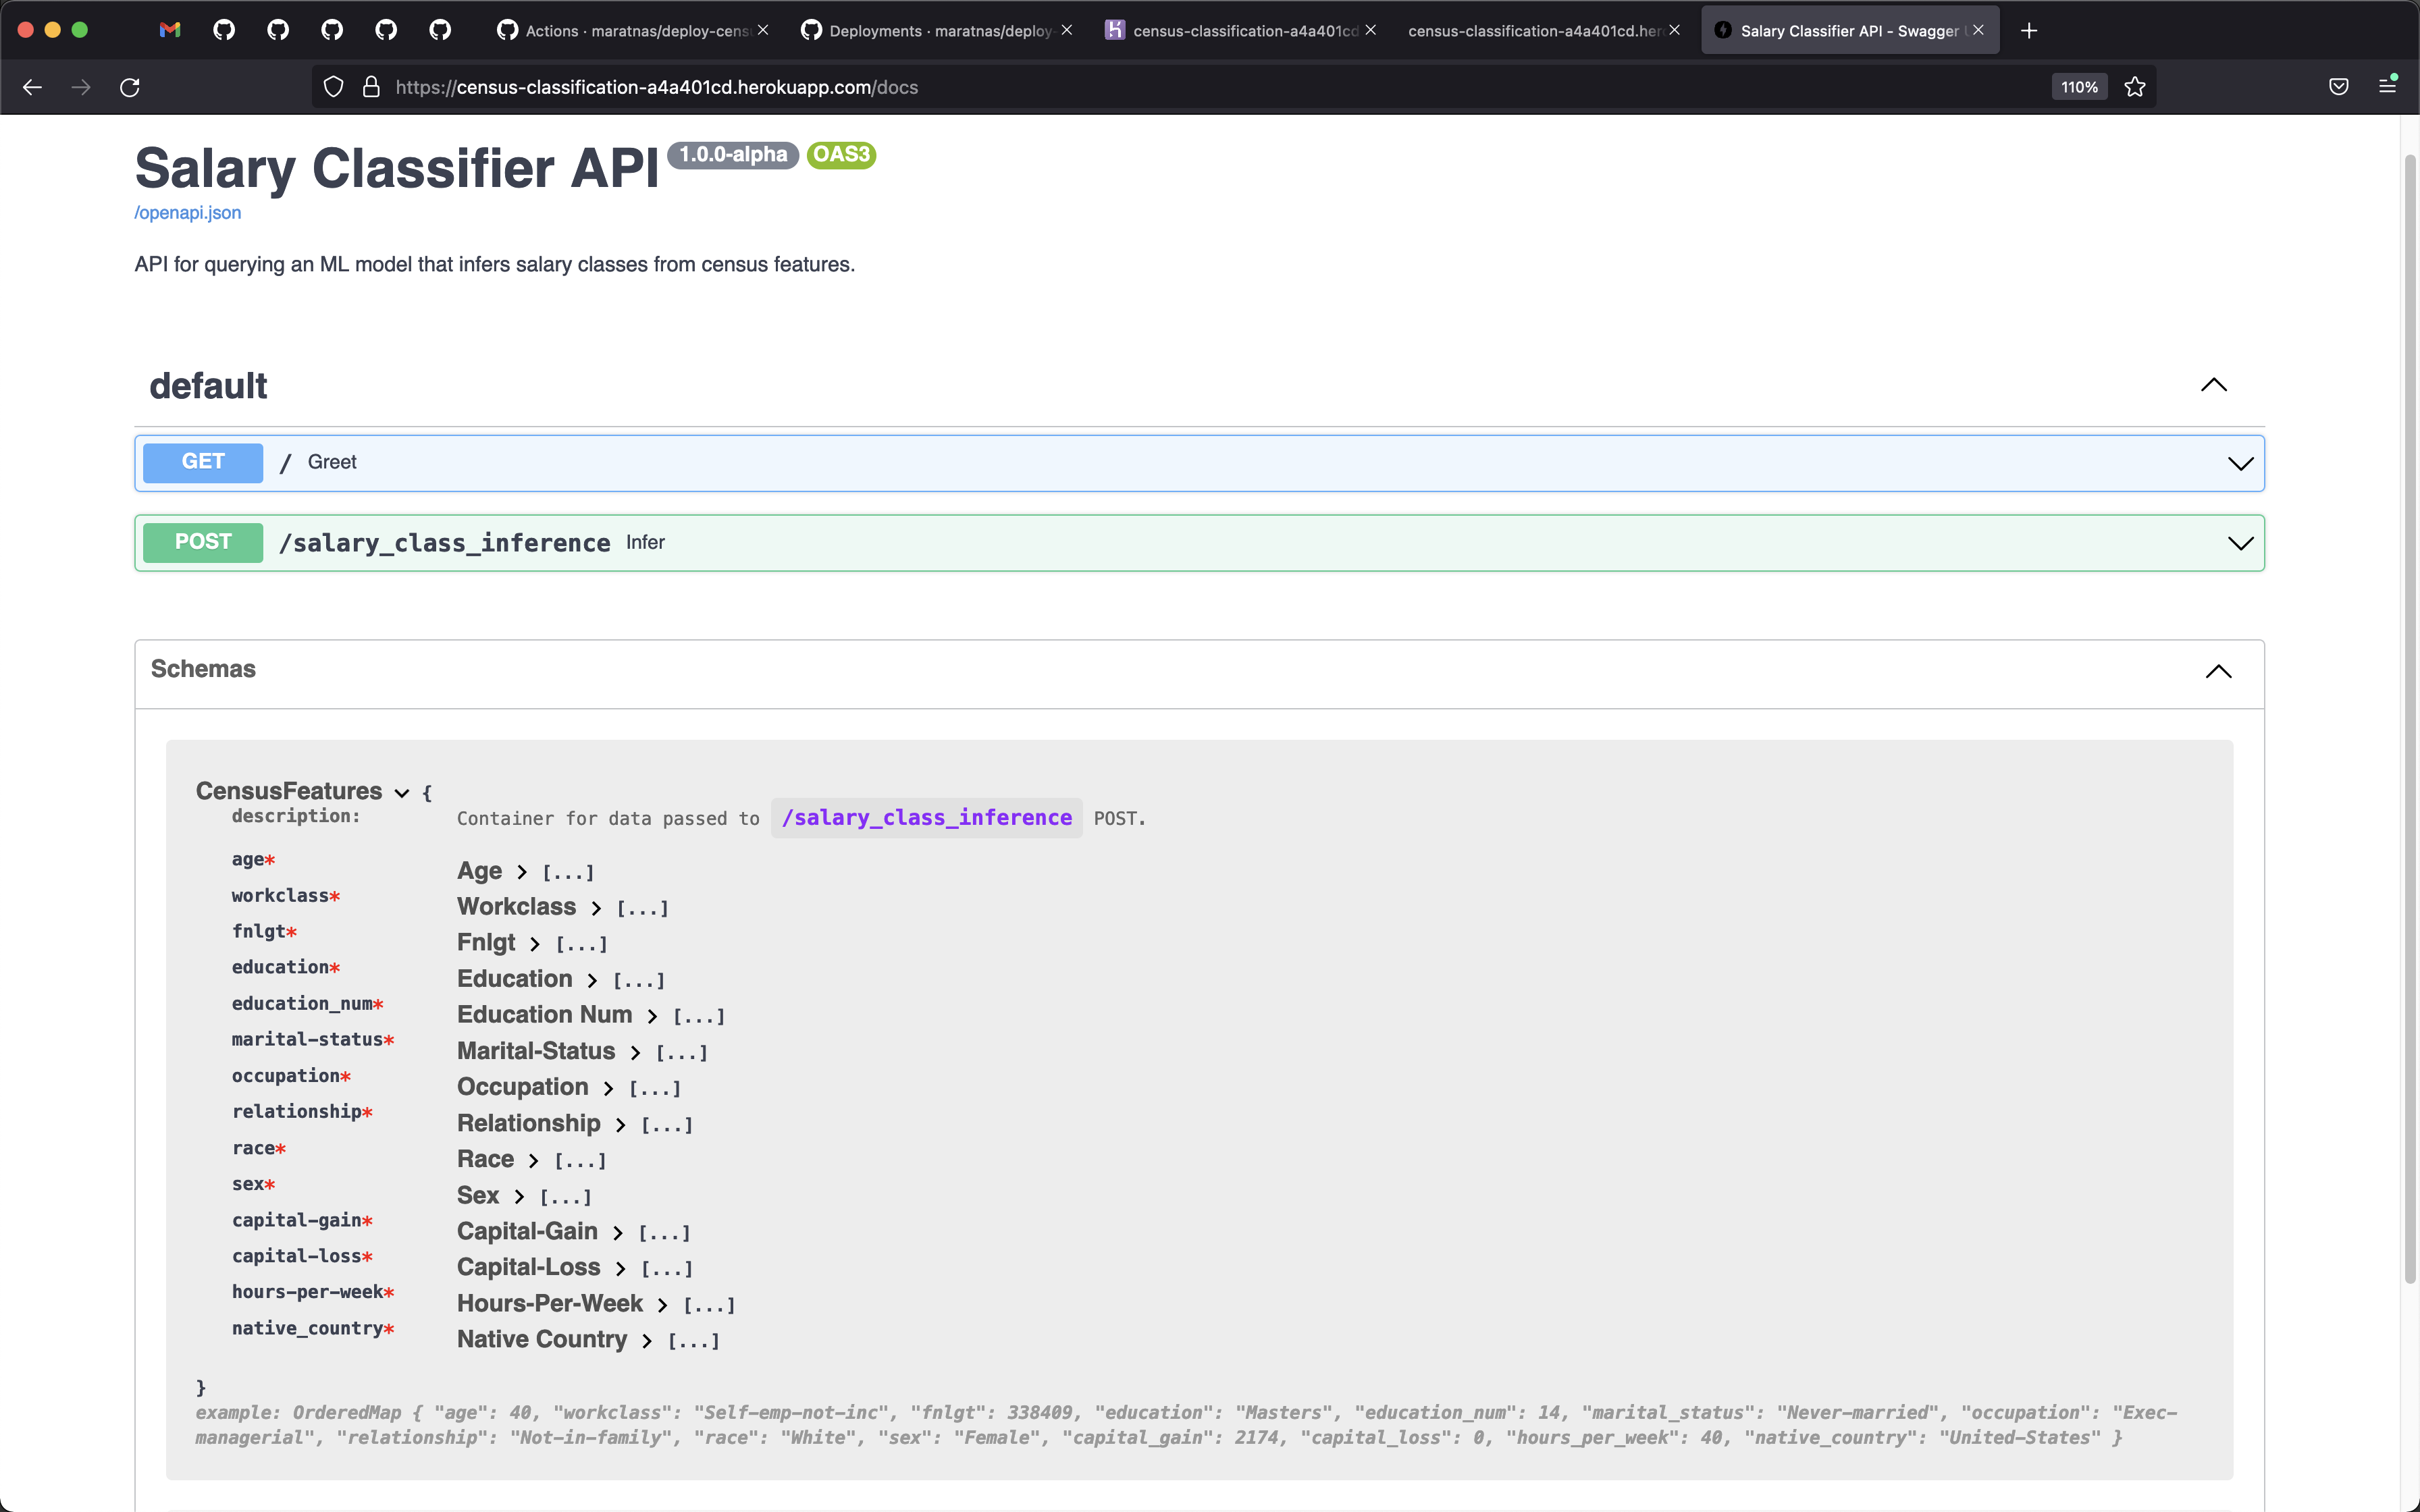 Actions · maratnas/deploy-cens
Deployments · maratnas/deploy-
census-classification-a4a401cd
census-classification-a4a401cd.her
Salary Classifier API - Swagger U
https://census-classification-a4a401cd.herokuapp.com/docs
110%
Salary Classifier API 1.0.0-alpha OAS3
/openapi.json
API for querying an ML model that infers salary classes from census features.
default
GET / Greet
POST /salary_class_inference Infer
Schemas
CensusFeatures {
description: Container for data passed to /salary_class_inference POST.
age* Age > [...]
workclass* Workclass > [...]
fnlgt* Fnlgt > [...]
education* Education > [...]
education_num* Education Num > [...]
marital-status* Marital-Status > [...]
occupation* Occupation > [...]
relationship* Relationship > [...]
race* Race > [...]
sex* Sex > [...]
capital-gain* Capital-Gain > [...]
capital-loss* Capital-Loss > [...]
hours-per-week* Hours-Per-Week > [...]
native_country* Native Country > [...]
}
example: OrderedMap { "age": 40, "workclass": "Self-emp-not-inc", "fnlgt": 338409, "education": "Masters", "education_num": 14, "marital_status": "Never-married", "occupation": "Exec-
managerial", "relationship": "Not-in-family", "race": "White", "sex": "Female", "capital_gain": 2174, "capital_loss": 0, "hours_per_week": 40, "native_country": "United-States" }